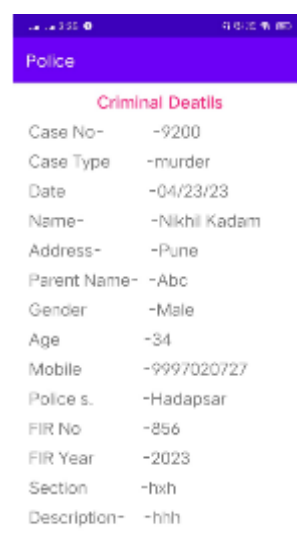 3:55
Police
Criminal Deatils
Case No- -9200
Case Type -murder
Date -04/23/23
Name- -Nikhil Kadam
Address- -Pune
Parent Name- -Abc
Gender -Male
Age -34
Mobile -9997020727
Police s. -Hadapsar
FIR No -856
FIR Year -2023
Section -hxh
Description- -hhh